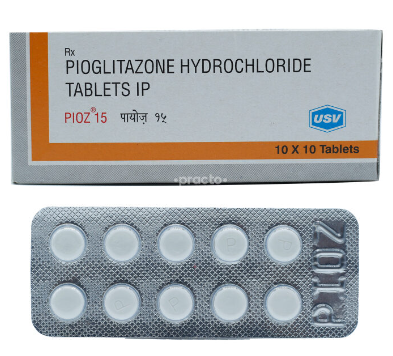 Rx
PIOGLITAZONE HYDROCHLORIDE
TABLETS IP
PIOZ®15 पायोज़ १५
USV
10 X 10 Tablets
•practo•
PIOZ